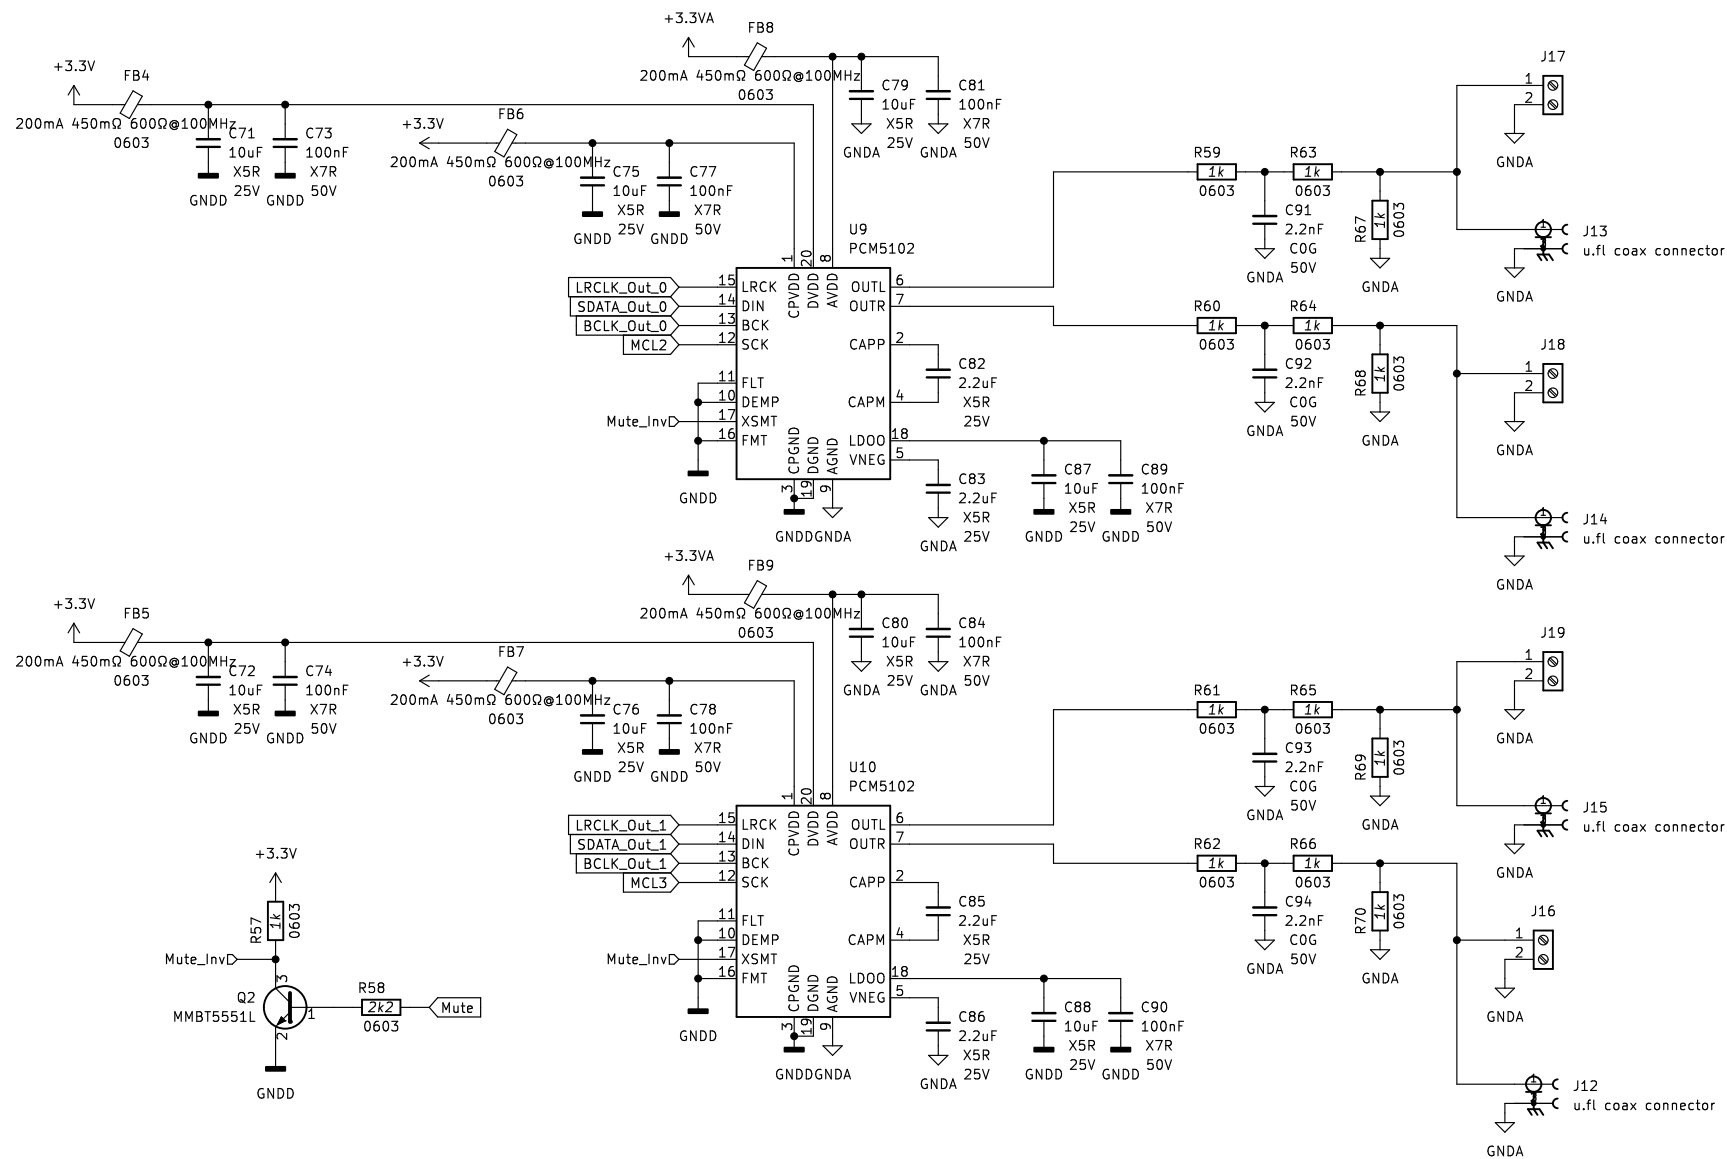 +3.3VA
FB8
200mA 450mΩ 600Ω@100MHz
0603
C79
10uF
X5R
25V
GNDA
C81
100nF
X7R
50V
GNDA
+3.3V
FB4
200mA 450mΩ 600Ω@100MHz
0603
C71
10uF
X5R
25V
GNDD
C73
100nF
X7R
50V
GNDD
+3.3V
FB6
200mA 450mΩ 600Ω@100MHz
0603
C75
10uF
X5R
25V
GNDD
C77
100nF
X7R
50V
GNDD
U9
PCM5102
1 20 8
CPVDD DVDD AVDD
LRCLK_Out_0 15 LRCK
SDATA_Out_0 14 DIN
BCLK_Out_0 13 BCK
MCL2 12 SCK
11 FLT
10 DEMP
Mute_Inv 17 XSMT
16 FMT
GNDD
OUTL 6
OUTR 7
CAPP 2
CAPM 4
LDOO 18
VNEG 5
CPGND DGND AGND
3 19 9
GNDD GNDA
C82
2.2uF
X5R
25V
C83
2.2uF
X5R
25V
GNDA
C87
10uF
X5R
25V
GNDD
C89
100nF
X7R
50V
GNDD
R59
1k
0603
R63
1k
0603
C91
2.2nF
C0G
50V
GNDA
R67
1k
0603
GNDA
J17
1
2
GNDA
1
J13
u.fl coax connector
GNDA
R60
1k
0603
R64
1k
0603
C92
2.2nF
C0G
50V
GNDA
R68
1k
0603
GNDA
J18
1
2
GNDA
1
J14
u.fl coax connector
GNDA
+3.3VA
FB9
200mA 450mΩ 600Ω@100MHz
0603
C80
10uF
X5R
25V
GNDA
C84
100nF
X7R
50V
GNDA
+3.3V
FB5
200mA 450mΩ 600Ω@100MHz
0603
C72
10uF
X5R
25V
GNDD
C74
100nF
X7R
50V
GNDD
+3.3V
FB7
200mA 450mΩ 600Ω@100MHz
0603
C76
10uF
X5R
25V
GNDD
C78
100nF
X7R
50V
GNDD
U10
PCM5102
1 20 8
CPVDD DVDD AVDD
LRCLK_Out_1 15 LRCK
SDATA_Out_1 14 DIN
BCLK_Out_1 13 BCK
MCL3 12 SCK
11 FLT
10 DEMP
Mute_Inv 17 XSMT
16 FMT
GNDD
OUTL 6
OUTR 7
CAPP 2
CAPM 4
LDOO 18
VNEG 5
CPGND DGND AGND
3 19 9
GNDD GNDA
C85
2.2uF
X5R
25V
C86
2.2uF
X5R
25V
GNDA
C88
10uF
X5R
25V
GNDD
C90
100nF
X7R
50V
GNDD
R61
1k
0603
R65
1k
0603
C93
2.2nF
C0G
50V
GNDA
R69
1k
0603
GNDA
J19
1
2
GNDA
1
J15
u.fl coax connector
GNDA
R62
1k
0603
R66
1k
0603
C94
2.2nF
C0G
50V
GNDA
R70
1k
0603
GNDA
J16
1
2
GNDA
1
J12
u.fl coax connector
GNDA
+3.3V
R57
1k
0603
Mute_Inv
3
Q2
MMBT5551L
1
2
R58
2k2
0603
Mute
GNDD